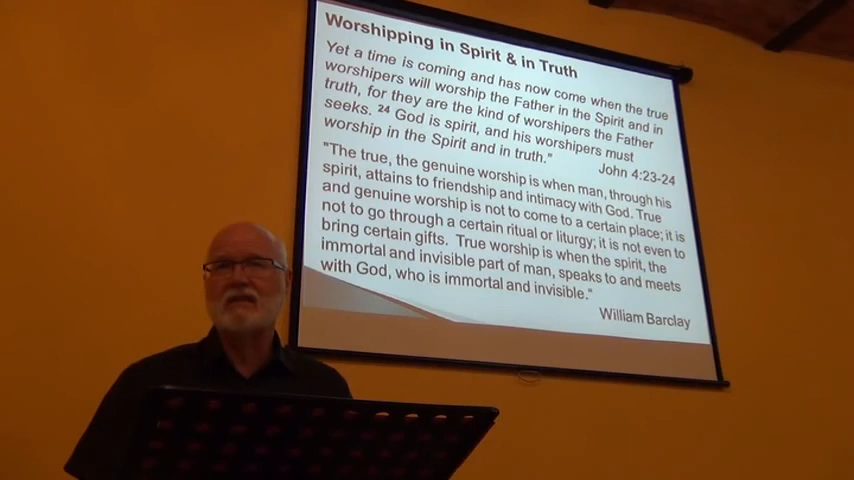 Worshipping in Spirit & in Truth
Yet a time is coming and has now come when the true
worshipers will worship the Father in the Spirit and in
truth, for they are the kind of worshipers the Father
seeks. 24 God is spirit, and his worshipers must
worship in the Spirit and in truth."
John 4:23-24
"The true, the genuine worship is when man, through his
spirit, attains to friendship and intimacy with God. True
and genuine worship is not to come to a certain place; it is
not to go through a certain ritual or liturgy; it is not even to
bring certain gifts. True worship is when the spirit, the
immortal and invisible part of man, speaks to and meets
with God, who is immortal and invisible."
William Barclay